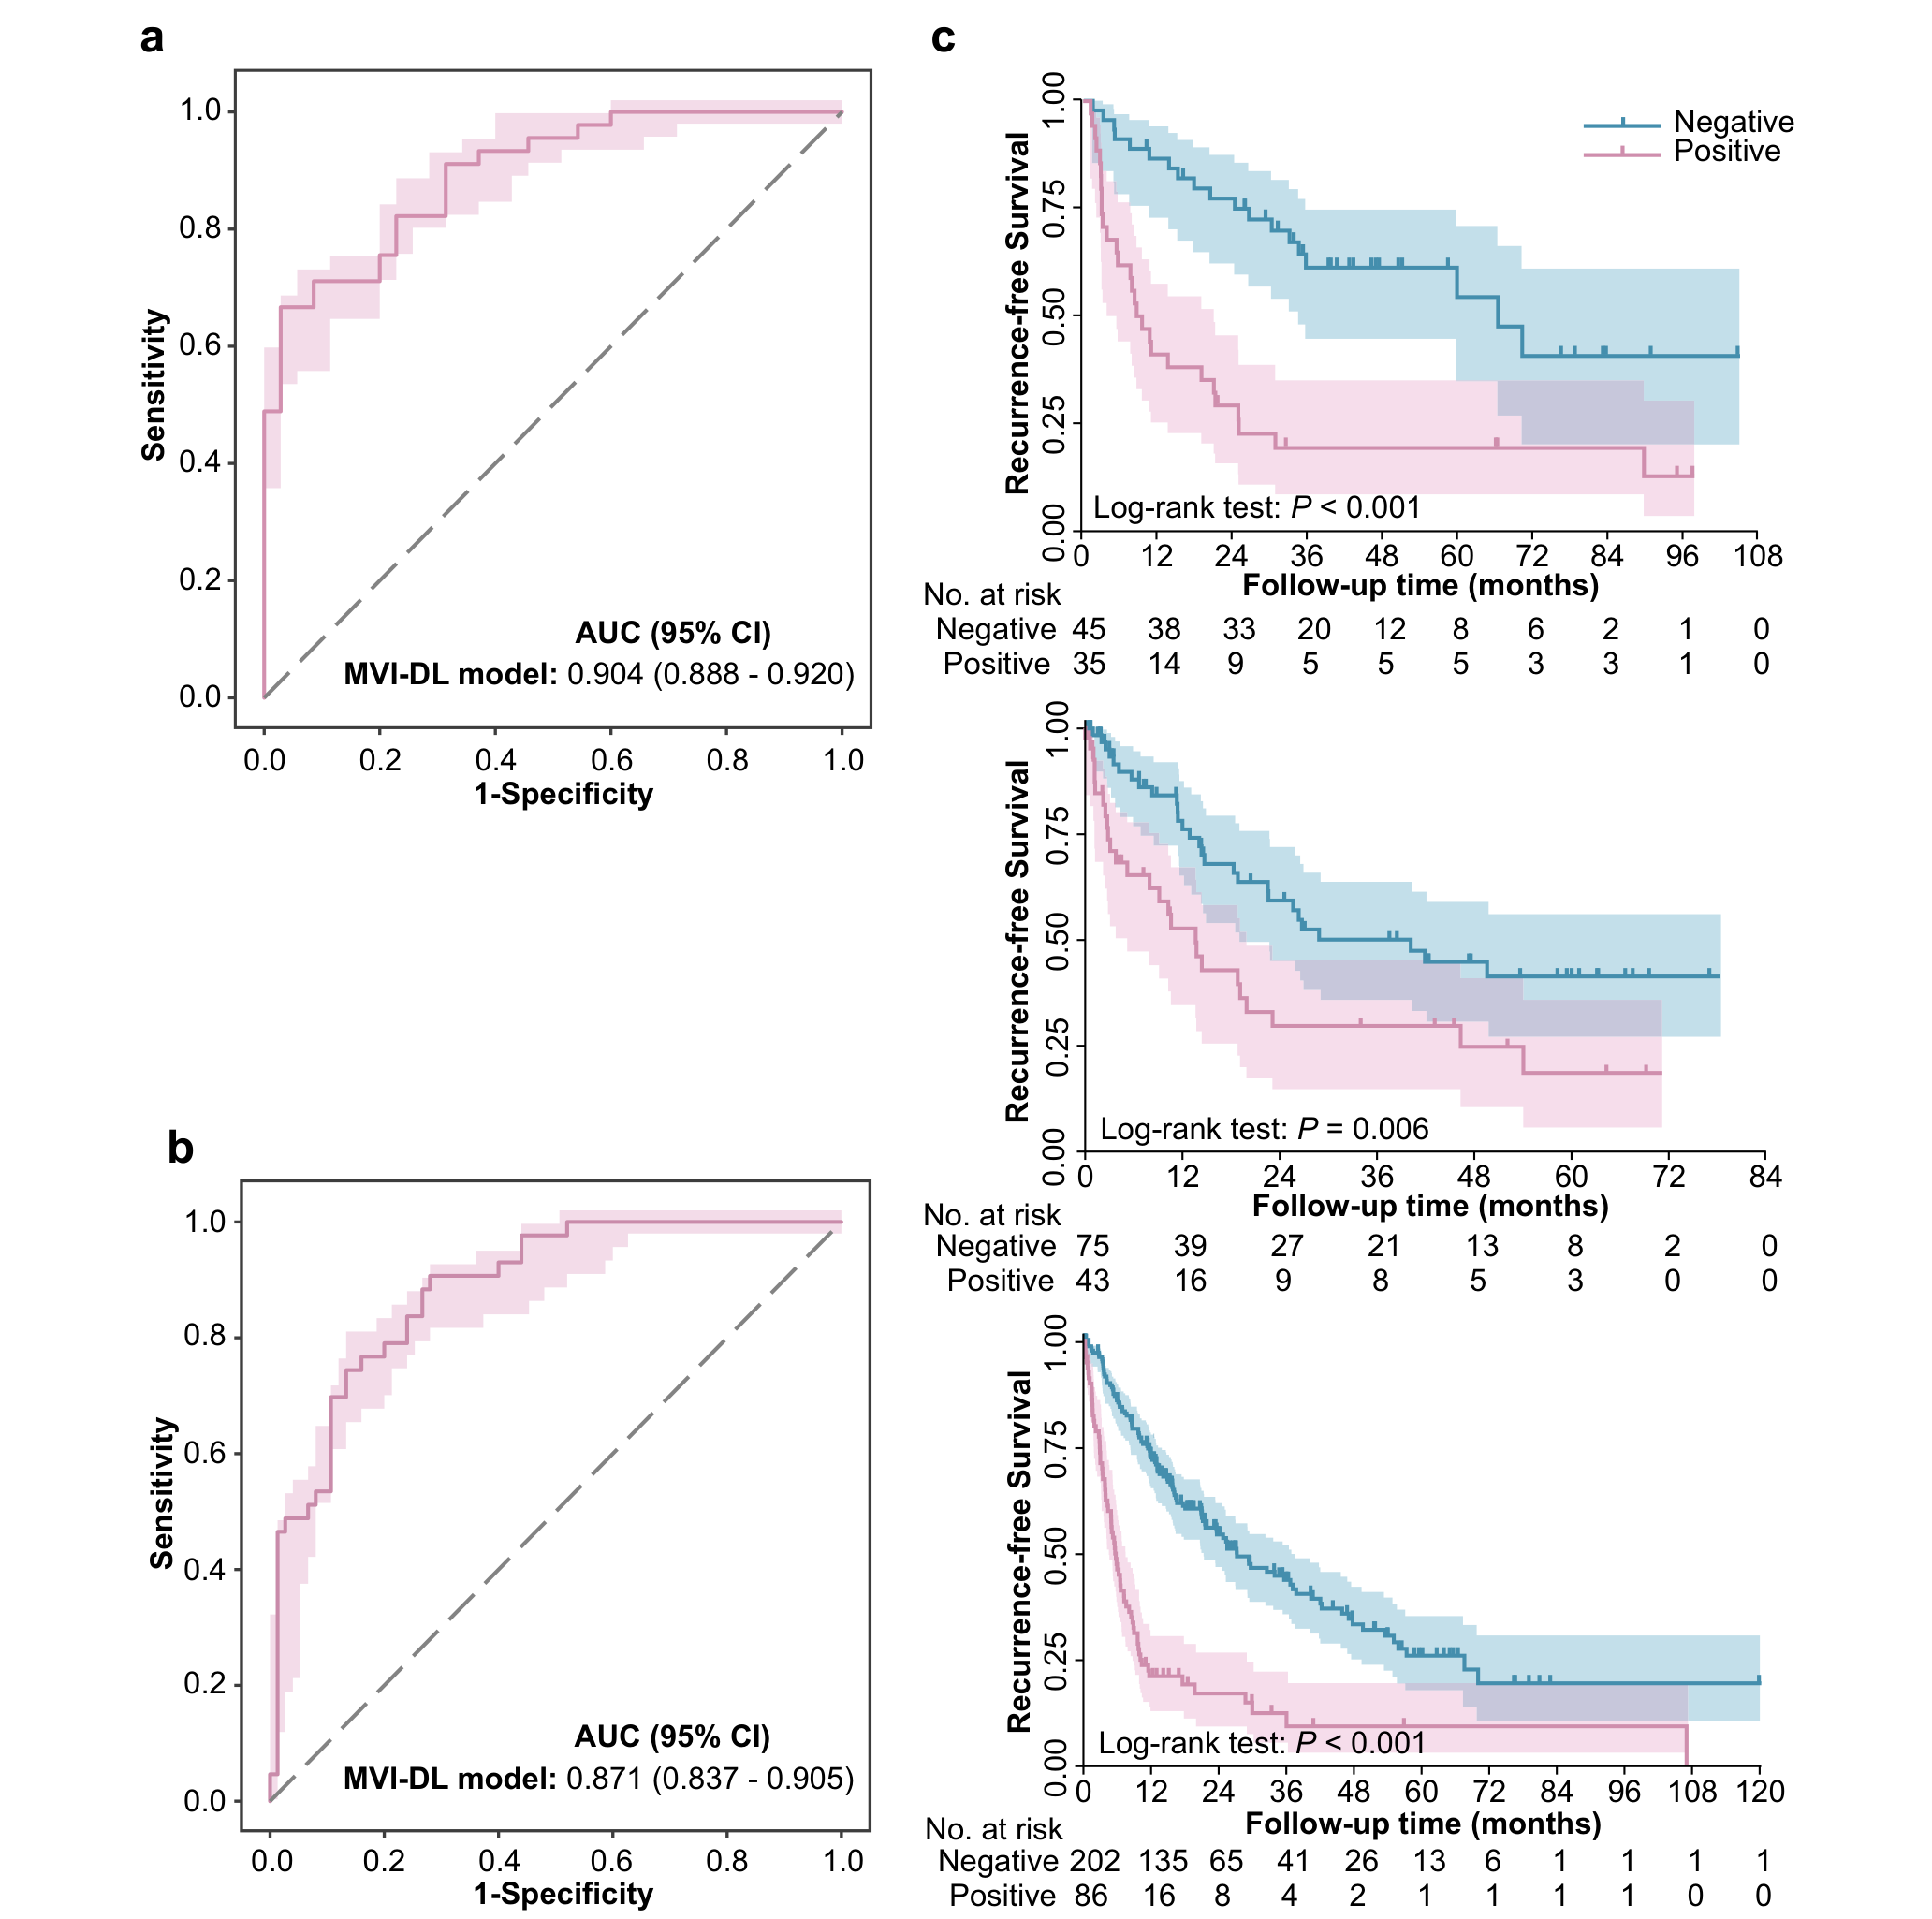 a
1.0
0.8
0.6
0.4
0.2
0.0
Sensitivity
AUC (95% CI)
MVI-DL model: 0.904 (0.888 - 0.920)
0.0 0.2 0.4 0.6 0.8 1.0
1-Specificity
b
1.0
0.8
0.6
0.4
0.2
0.0
Sensitivity
AUC (95% CI)
MVI-DL model: 0.871 (0.837 - 0.905)
0.0 0.2 0.4 0.6 0.8 1.0
1-Specificity
c
Negative
Positive
1.00
0.75
0.50
0.25
0.00
Recurrence-free Survival
Log-rank test: P < 0.001
0 12 24 36 48 60 72 84 96 108
Follow-up time (months)
No. at risk
Negative 45 38 33 20 12 8 6 2 1 0
Positive 35 14 9 5 5 5 3 3 1 0
1.00
0.75
0.50
0.25
0.00
Recurrence-free Survival
Log-rank test: P = 0.006
0 12 24 36 48 60 72 84
Follow-up time (months)
No. at risk
Negative 75 39 27 21 13 8 2 0
Positive 43 16 9 8 5 3 0 0
1.00
0.75
0.50
0.25
0.00
Recurrence-free Survival
Log-rank test: P < 0.001
0 12 24 36 48 60 72 84 96 108 120
Follow-up time (months)
No. at risk
Negative 202 135 65 41 26 13 6 1 1 1 1
Positive 86 16 8 4 2 1 1 1 1 0 0